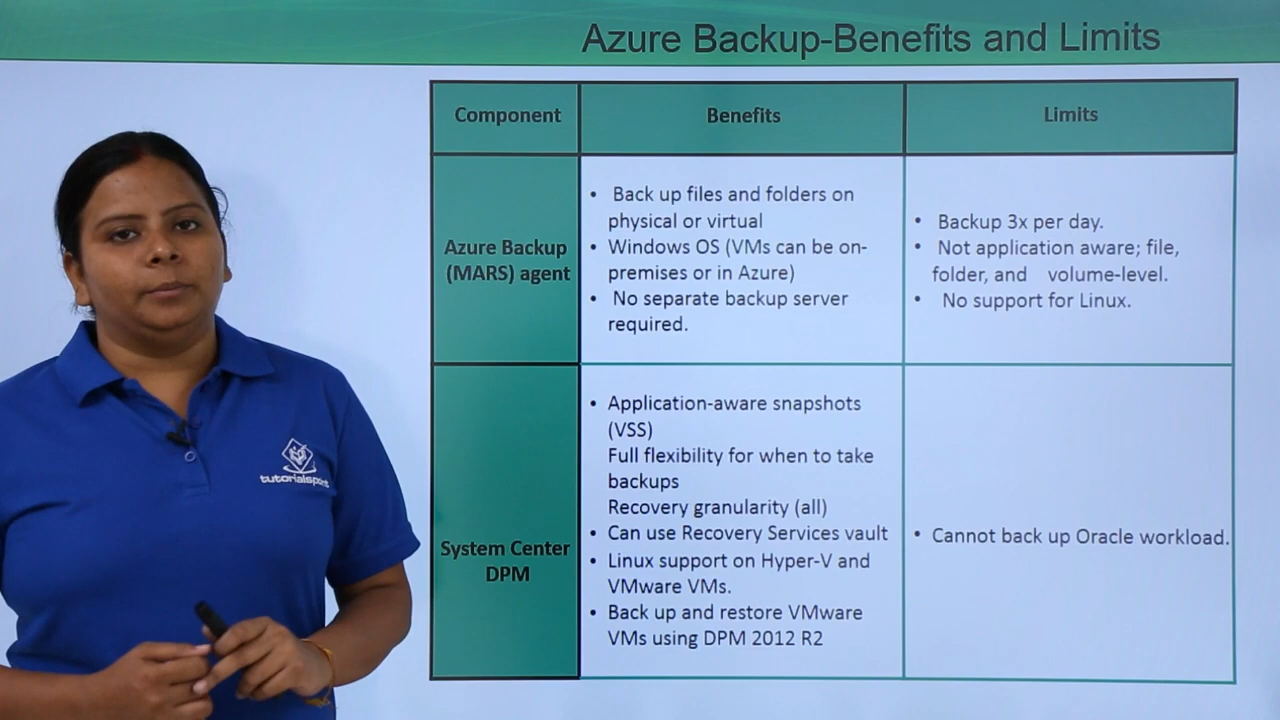 Azure Backup-Benefits and Limits
Component
Benefits
Limits
Azure Backup
(MARS) agent
• Back up files and folders on
physical or virtual
• Windows OS (VMs can be on-
premises or in Azure)
• No separate backup server
required.
• Backup 3x per day.
• Not application aware; file,
folder, and volume-level.
• No support for Linux.
System Center
DPM
• Application-aware snapshots
(VSS)
Full flexibility for when to take
backups
Recovery granularity (all)
• Can use Recovery Services vault
• Linux support on Hyper-V and
VMware VMs.
• Back up and restore VMware
VMs using DPM 2012 R2
• Cannot back up Oracle workload.
tutorialspoint